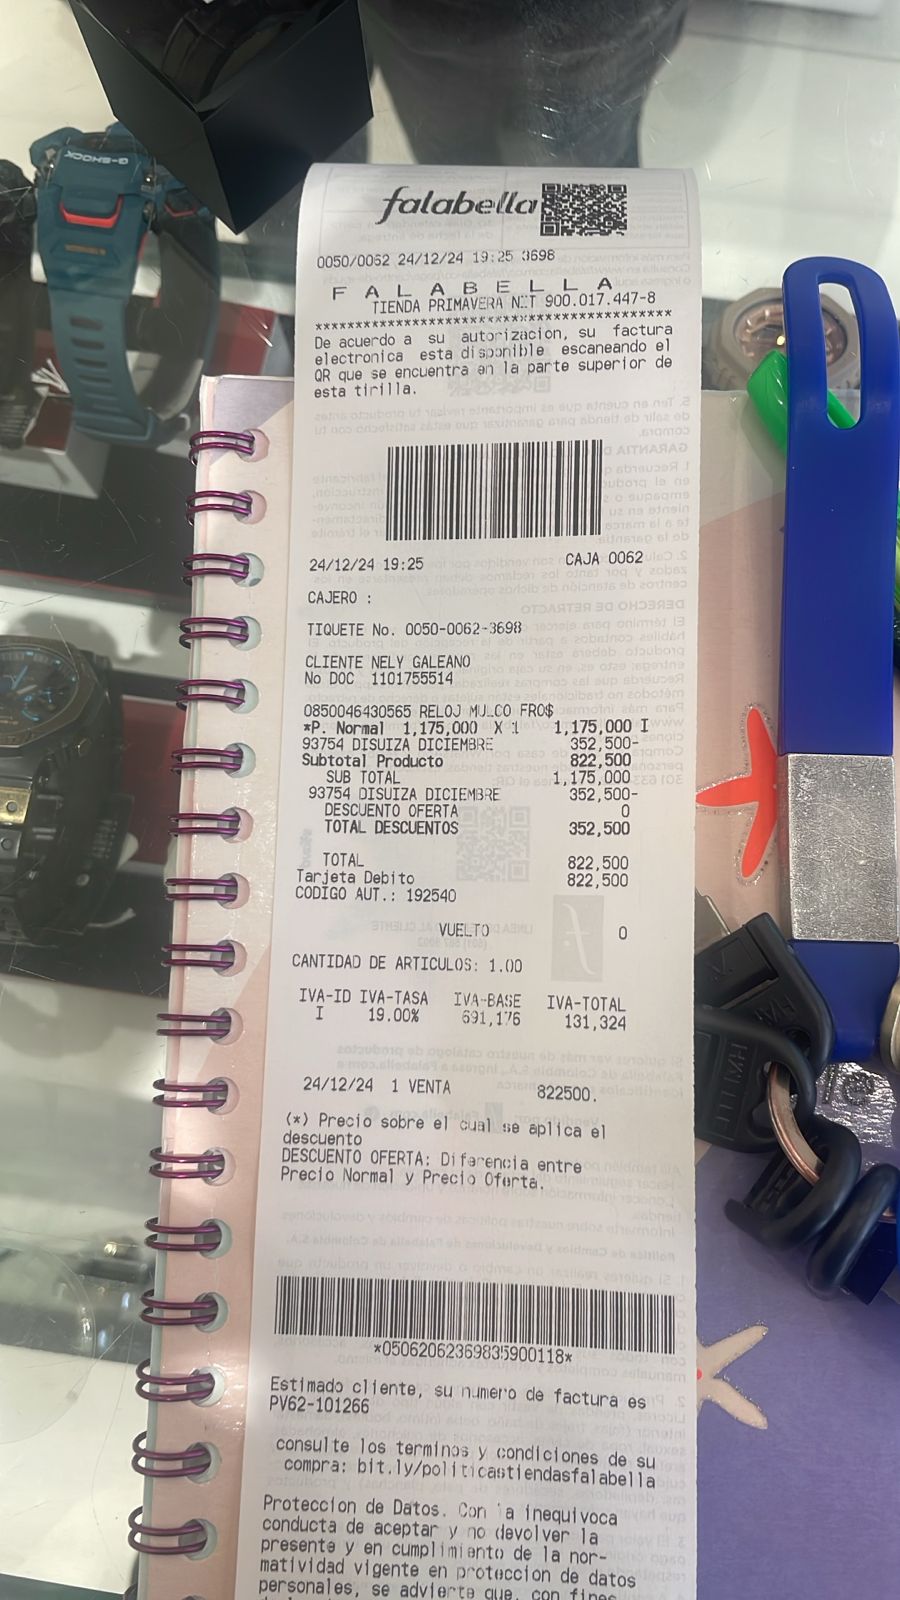 G-SHOCK
falabella
0050/0062 24/12/24 19:25 3698
F A L A B E L L A
TIENDA PRIMAVERA NIT 900.017.447-8
*********************************************
De acuerdo a su autorizacion, su factura
electronica esta disponible escaneando el
QR que se encuentra en la parte superior de
esta tirilla.
24/12/24 19:25 CAJA 0062
CAJERO :
TIQUETE No. 0050-0062-3698
CLIENTE NELY GALEANO
No DOC 1101755514
0850046430565 RELOJ MULCO FRO$
*P. Normal 1,175,000 X 1 1,175,000 I
93754 DISUIZA DICIEMBRE 352,500-
Subtotal Producto 822,500
SUB TOTAL 1,175,000
93754 DISUIZA DICIEMBRE 352,500-
DESCUENTO OFERTA 0
TOTAL DESCUENTOS 352,500
TOTAL 822,500
Tarjeta Debito 822,500
CODIGO AUT.: 192540
VUELTO 0
CANTIDAD DE ARTICULOS: 1.00
IVA-ID IVA-TASA IVA-BASE IVA-TOTAL
I 19.00% 691,176 131,324
24/12/24 1 VENTA 822500.
(*) Precio sobre el cual se aplica el
descuento
DESCUENTO OFERTA: Diferencia entre
Precio Normal y Precio Oferta.
*05062062369835900118*
Estimado cliente, su numero de factura es
PV62-101266
consulte los terminos y condiciones de su
compra: bit.ly/politicastiendasfalabella
Proteccion de Datos. Con la inequivoca
conducta de aceptar y no devolver la
presente y en cumplimiento de la nor-
matividad vigente en proteccion de datos
personales, se advierte que, con fines